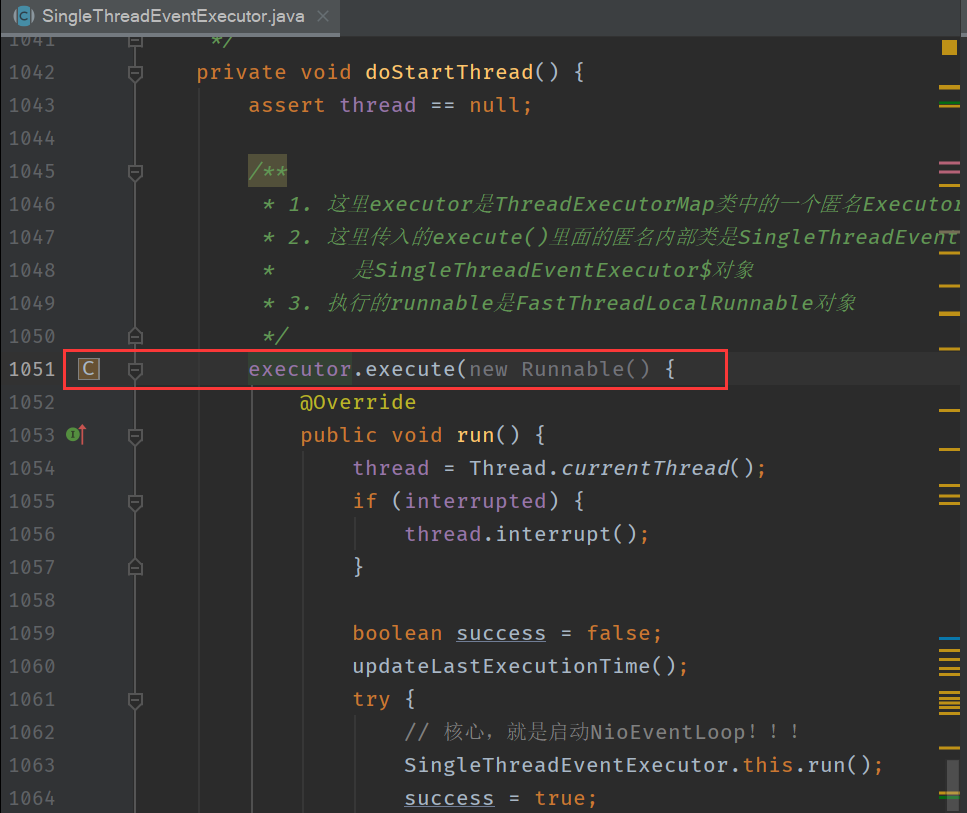 SingleThreadEventExecutor.java
1041 */
1042 private void doStartThread() {
1043 assert thread == null;
1044
1045 /**
1046 * 1. 这里executor是ThreadExecutorMap类中的一个匿名Executor
1047 * 2. 这里传入的execute()里面的匿名内部类是SingleThreadEvent
1048 * 是SingleThreadEventExecutor$对象
1049 * 3. 执行的runnable是FastThreadLocalRunnable对象
1050 */
1051 C executor.execute(new Runnable() {
1052 @Override
1053 public void run() {
1054 thread = Thread.currentThread();
1055 if (interrupted) {
1056 thread.interrupt();
1057 }
1058
1059 boolean success = false;
1060 updateLastExecutionTime();
1061 try {
1062 // 核心，就是启动NioEventLoop！！！
1063 SingleThreadEventExecutor.this.run();
1064 success = true;